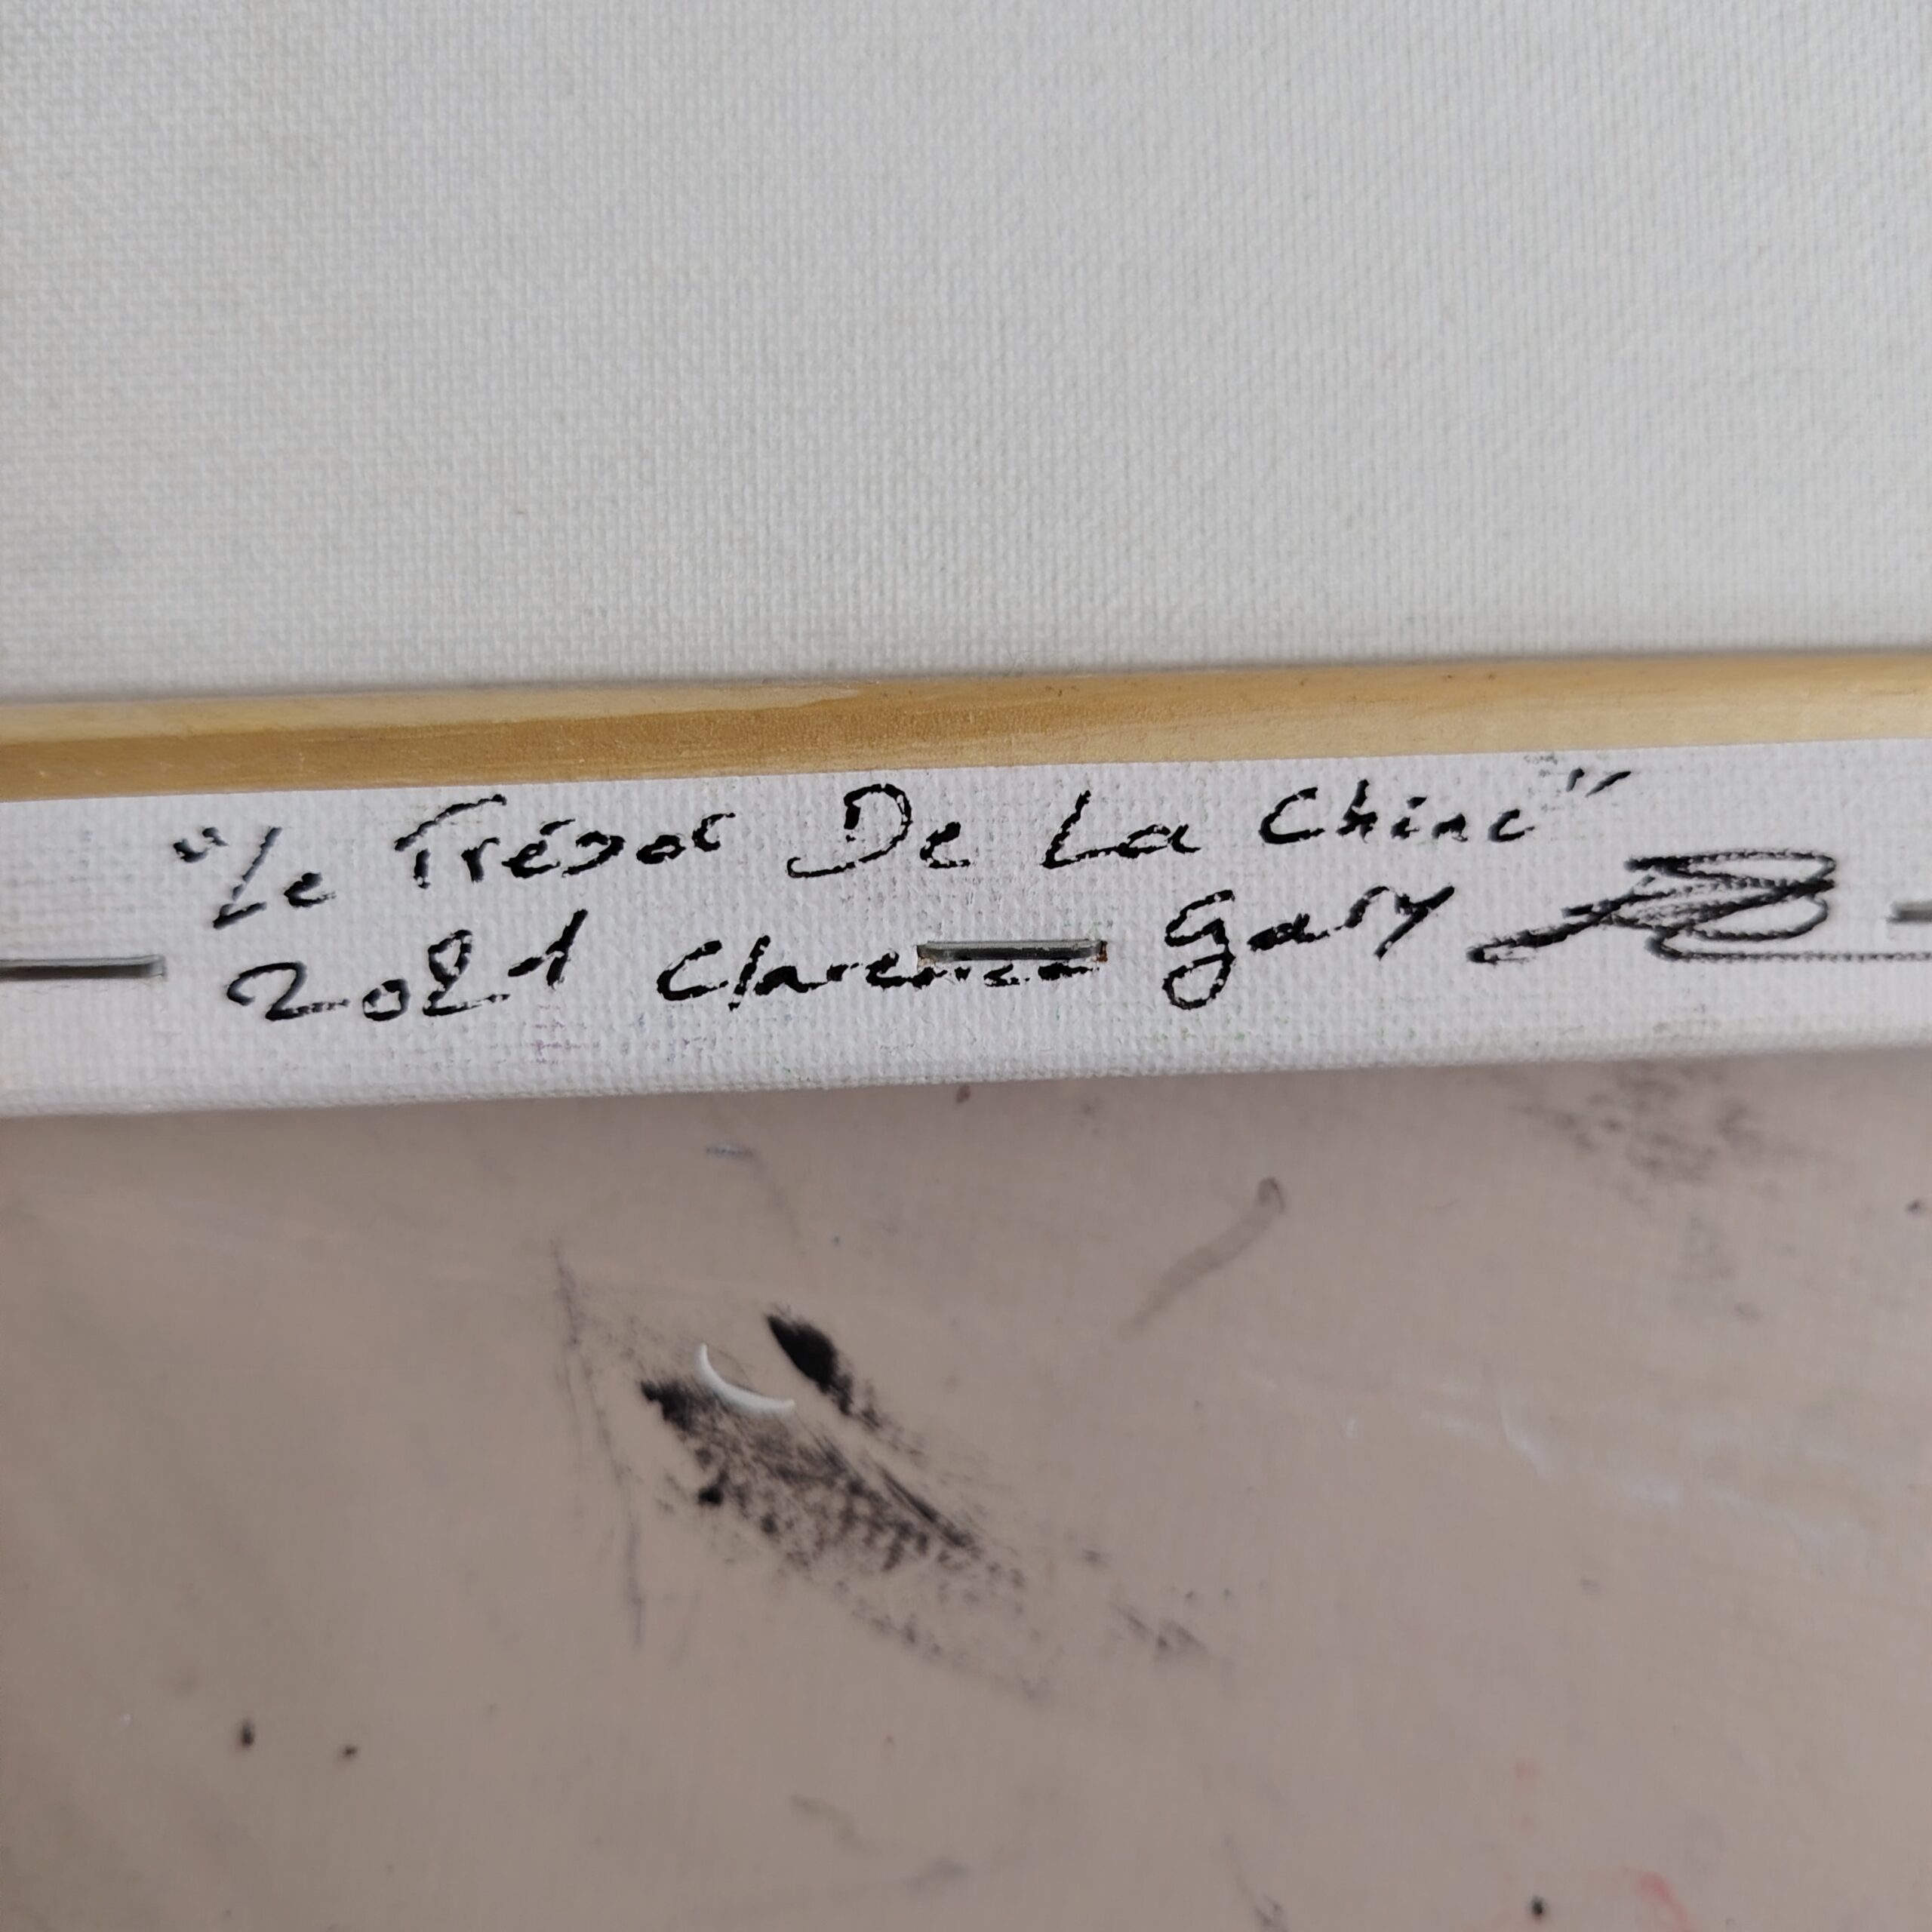 "Le Trésor De La Chine"
2021 Clarence Gary